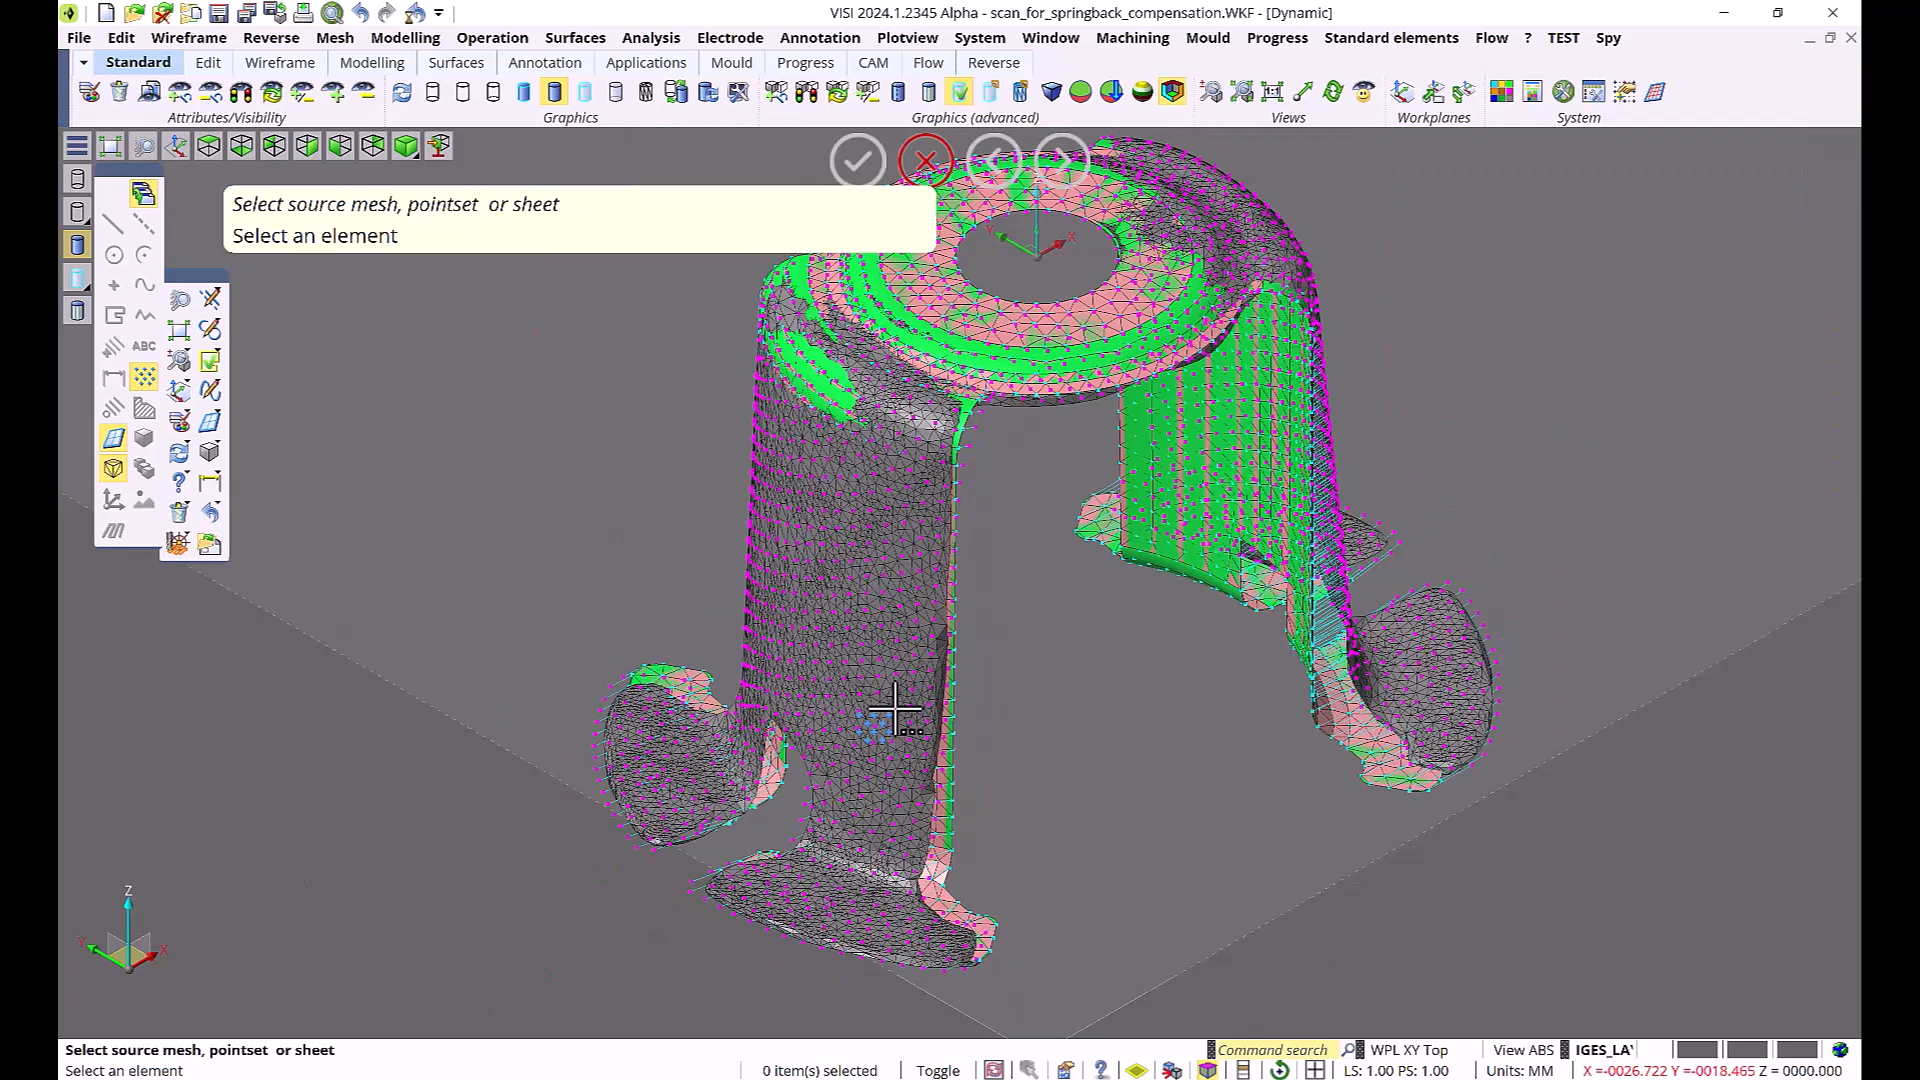 VISI 2024.1.2345 Alpha - scan_for_springback_compensation.WKF - [Dynamic]
File Edit Wireframe Reverse Mesh Modelling Operation Surfaces Analysis Electrode Annotation Plotview System Window Machining Mould Progress Standard elements Flow ? TEST Spy
Standard Edit Wireframe Modelling Surfaces Annotation Applications Mould Progress CAM Flow Reverse
Attributes/Visibility Graphics Graphics (advanced) Views Workplanes System
Select source mesh, pointset or sheet
Select an element
Y X
ABC
Z
Y X
Select source mesh, pointset or sheet
Command search WPL XY Top View ABS IGES_LA
Select an element
0 item(s) selected Toggle LS: 1.00 PS: 1.00 Units: MM X =-0026.722 Y =-0018.465 Z = 0000.000